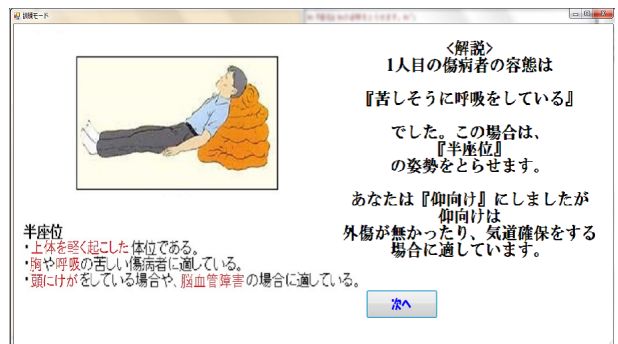 訓練モード
<解説>
1人目の傷病者の容態は
『苦しそうに呼吸をしている』
でした。この場合は、
『半座位』
の姿勢をとらせます。
あなたは『仰向け』にしましたが
仰向けは
外傷が無かったり、気道確保をする
場合に適しています。
半座位
・上体を軽く起こした体位である。
・胸や呼吸の苦しい傷病者に適している。
・頭にけがをしている場合や、脳血管障害の場合に適している。
次へ